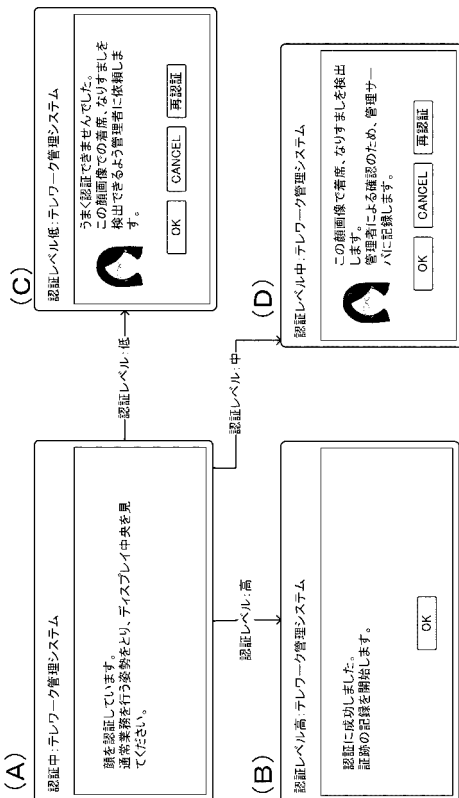 (A)
認証中:テレワーク管理システム
顔を認証しています。
通常業務を行う姿勢をとり、ディスプレイ中央を見
てください。
認証レベル:低
認証レベル:中
認証レベル:高
(C)
認証レベル低:テレワーク管理システム
うまく認証できませんでした。
この顔画像での着席、なりすましを
検出できるよう管理者に依頼しま
す。
OK
CANCEL
再認証
(B)
認証レベル高:テレワーク管理システム
認証に成功しました。
証跡の記録を開始します。
OK
(D)
認証レベル中:テレワーク管理システム
この顔画像で着席、なりすましを検出
します。
管理者による確認のため、管理サー
バに記録します。
OK
CANCEL
再認証